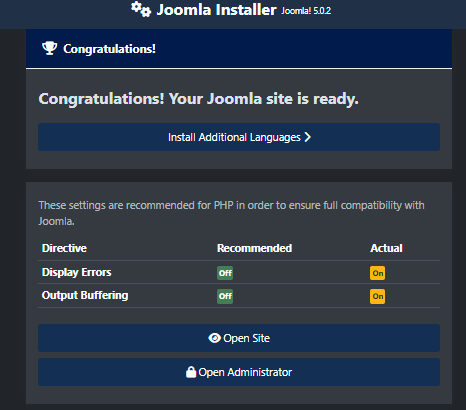 Joomla Installer Joomla! 5.0.2
Congratulations!
Congratulations! Your Joomla site is ready.
Install Additional Languages
These settings are recommended for PHP in order to ensure full compatibility with
Joomla.
Directive Recommended Actual
Display Errors Off On
Output Buffering Off On
Open Site
Open Administrator